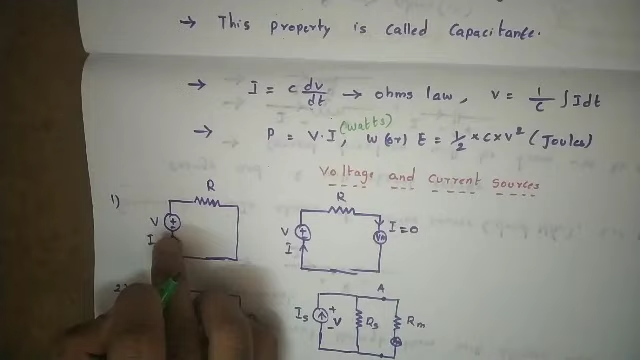 → This property is called Capacitance.
→ I = c dv/dt → ohms law, v = 1/c ∫ I dt
→ P = V·I (watts), w (or) E = 1/2 × c × v² (Joules)
Voltage and current sources
1)
R
V
I
R
V
I
I = 0
Is
+
V
-
Rs
A
Rm